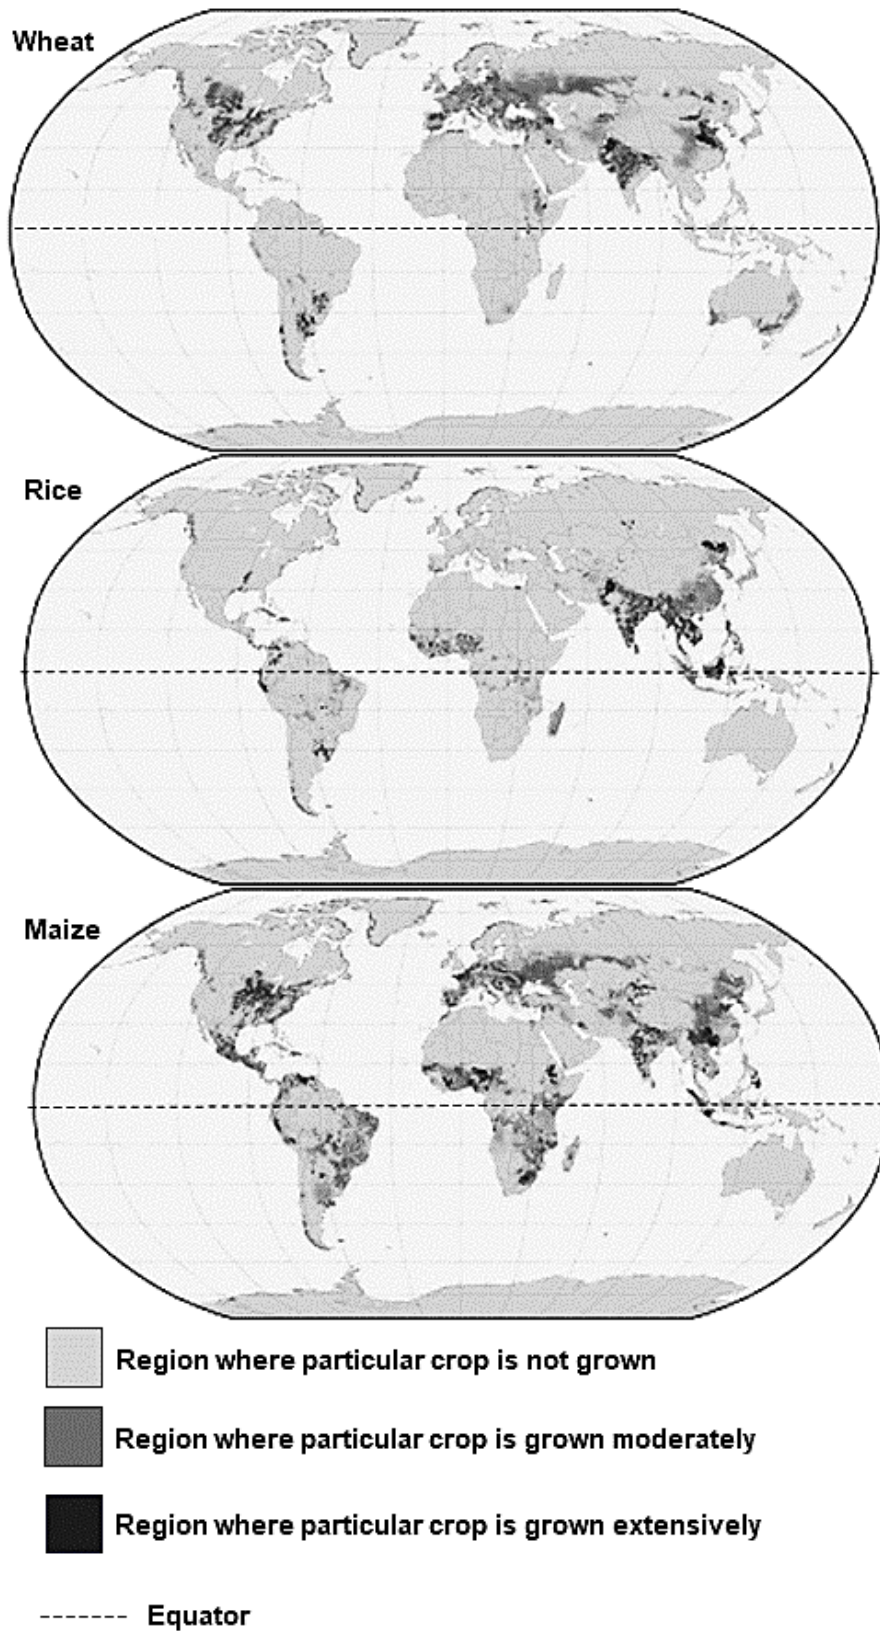 Wheat
Rice
Maize
Region where particular crop is not grown
Region where particular crop is grown moderately
Region where particular crop is grown extensively
Equator